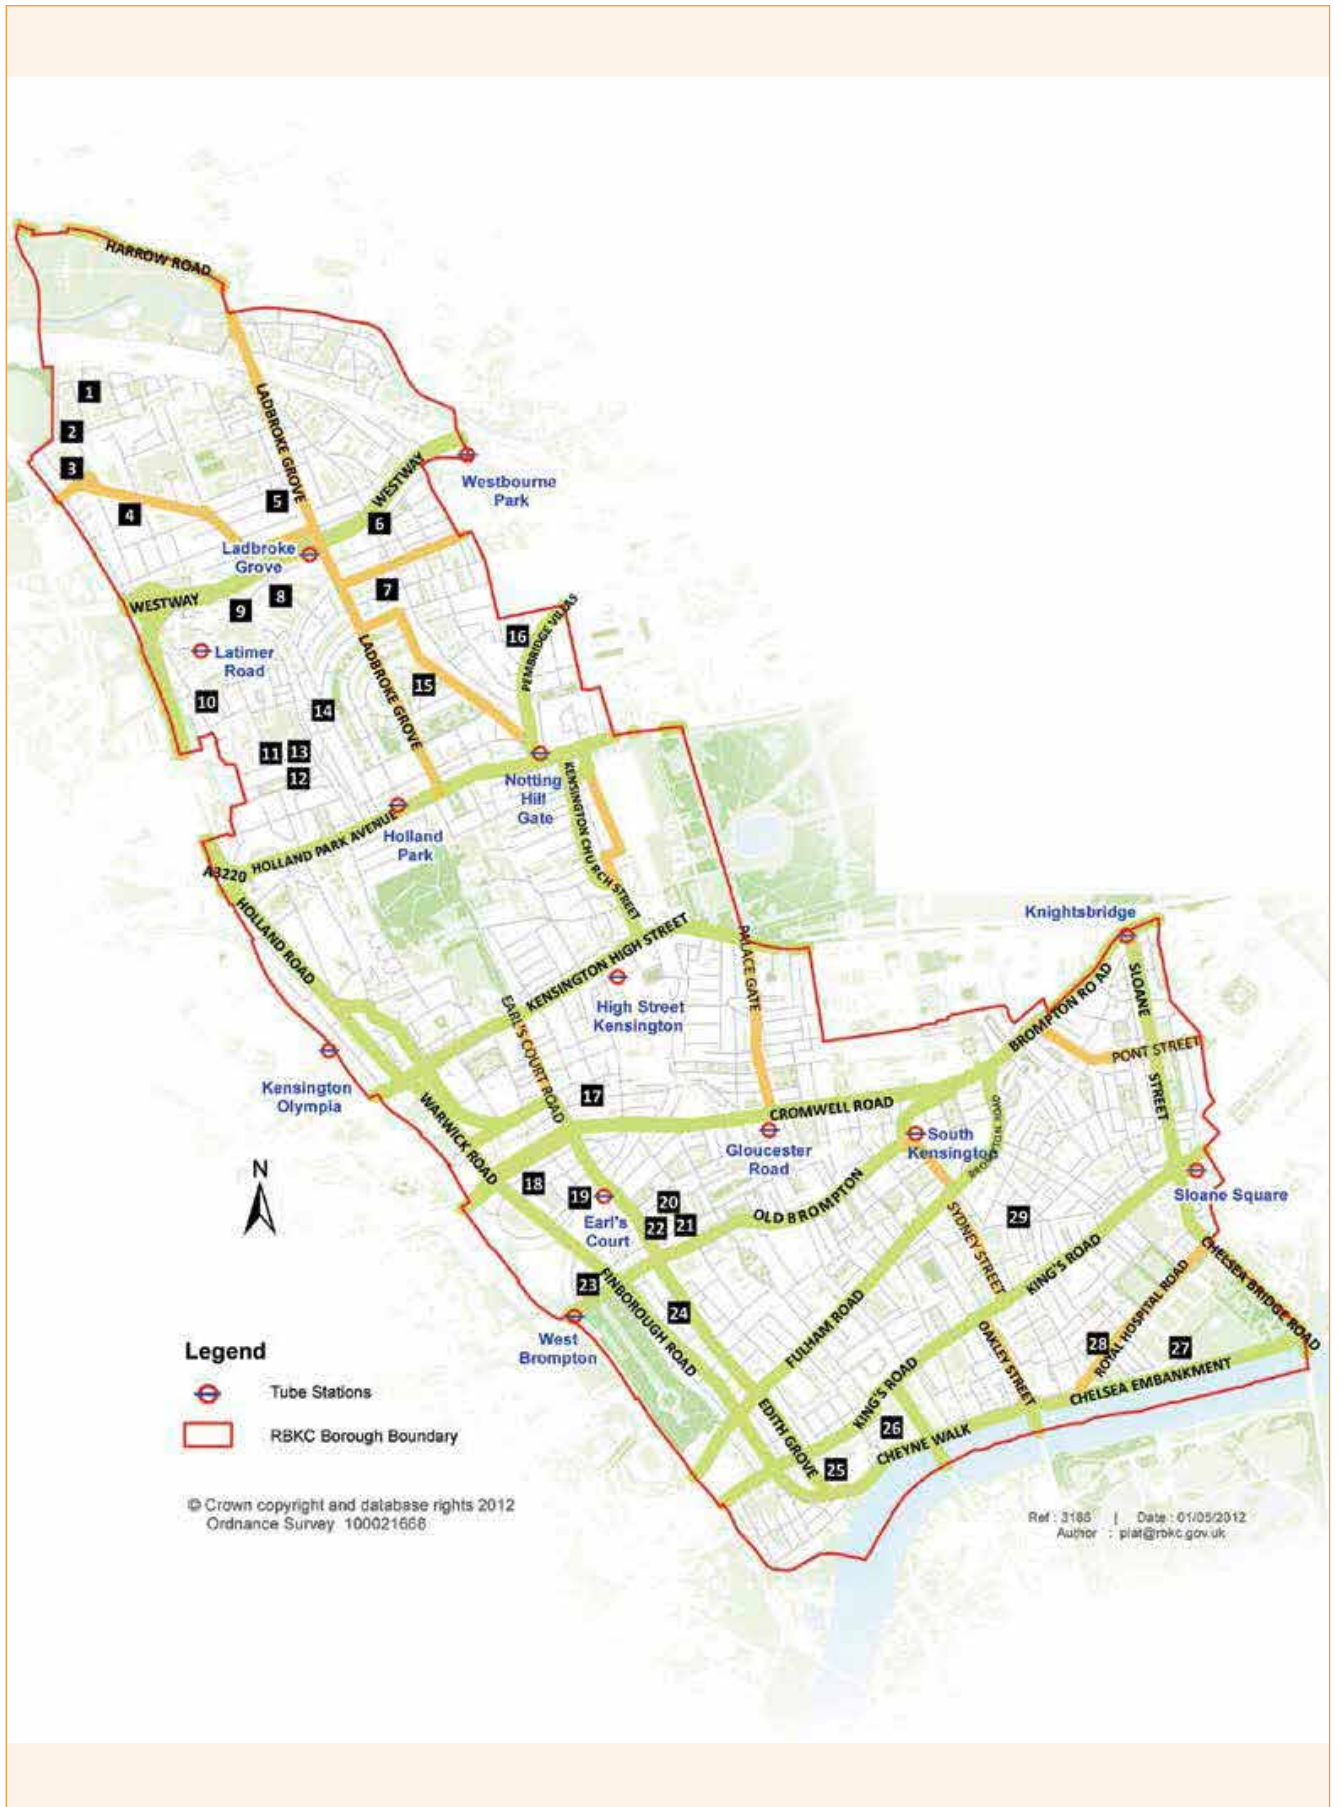 HARROW ROAD
1
LADBROKE GROVE
2
WESTWAY
Westbourne
Park
3
5
4
6
Ladbroke
Grove
7
8
WESTWAY
9
PEMBRIDGE VILLAS
16
LADBROKE GROVE
Latimer
Road
15
10
14
11
13
12
Notting
Hill
Gate
KENSINGTON CHURCH STREET
HOLLAND PARK AVENUE
Holland
Park
A3220
HOLLAND ROAD
Knightsbridge
KENSINGTON HIGH STREET
PALACE GATE
BROMPTON ROAD
SLOANE
STREET
High Street
Kensington
EARL'S COURT ROAD
PONT STREET
Kensington
Olympia
17
WARWICK ROAD
CROMWELL ROAD
Gloucester
Road
South
Kensington
N
18
19
20
Earl's
Court
22
21
OLD BROMPTON
Sloane Square
SYDNEY STREET
29
KING'S ROAD
CHELSEA BRIDGE ROAD
23
FINBOROUGH ROAD
24
FULHAM ROAD
ROYAL HOSPITAL ROAD
West
Brompton
OAKLEY STREET
28
27
Legend
Tube Stations
RBKC Borough Boundary
KING'S ROAD
CHELSEA EMBANKMENT
EDITH GROVE
26
CHEYNE WALK
25
© Crown copyright and database rights 2012
Ordnance Survey 100021668
Ref : 3186 | Date : 01/05/2012
Author : plat@rbkc.gov.uk